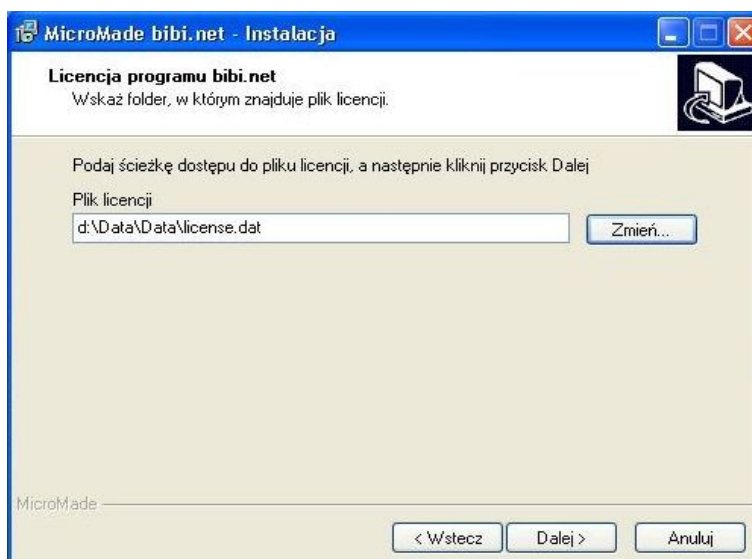 MicroMade bibi.net - Instalacja
Licencja programu bibi.net
Wskaż folder, w którym znajduje plik licencji.
Podaj ścieżkę dostępu do pliku licencji, a następnie kliknij przycisk Dalej
Plik licencji
d:\Data\Data\license.dat
Zmień...
MicroMade
< Wstecz
Dalej >
Anuluj